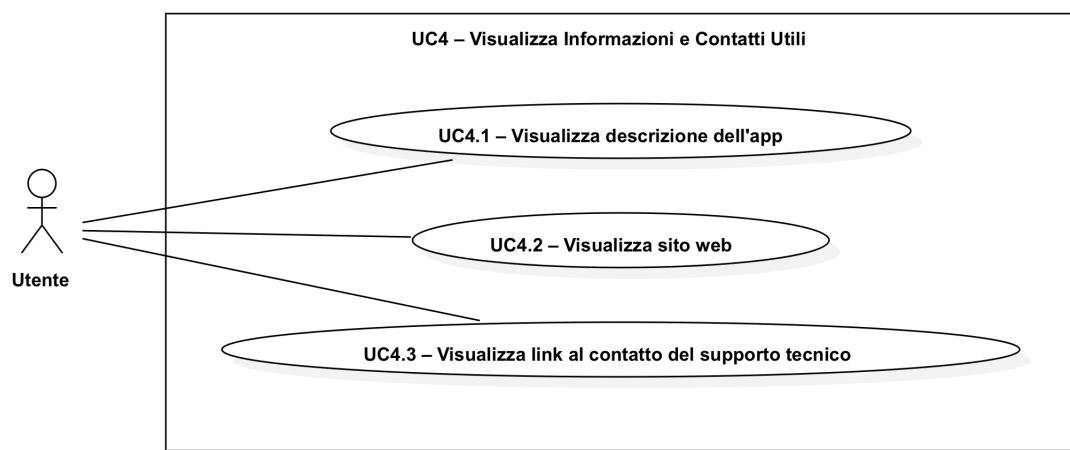 UC4 – Visualizza Informazioni e Contatti Utili
UC4.1 – Visualizza descrizione dell'app
UC4.2 – Visualizza sito web
Utente
UC4.3 – Visualizza link al contatto del supporto tecnico